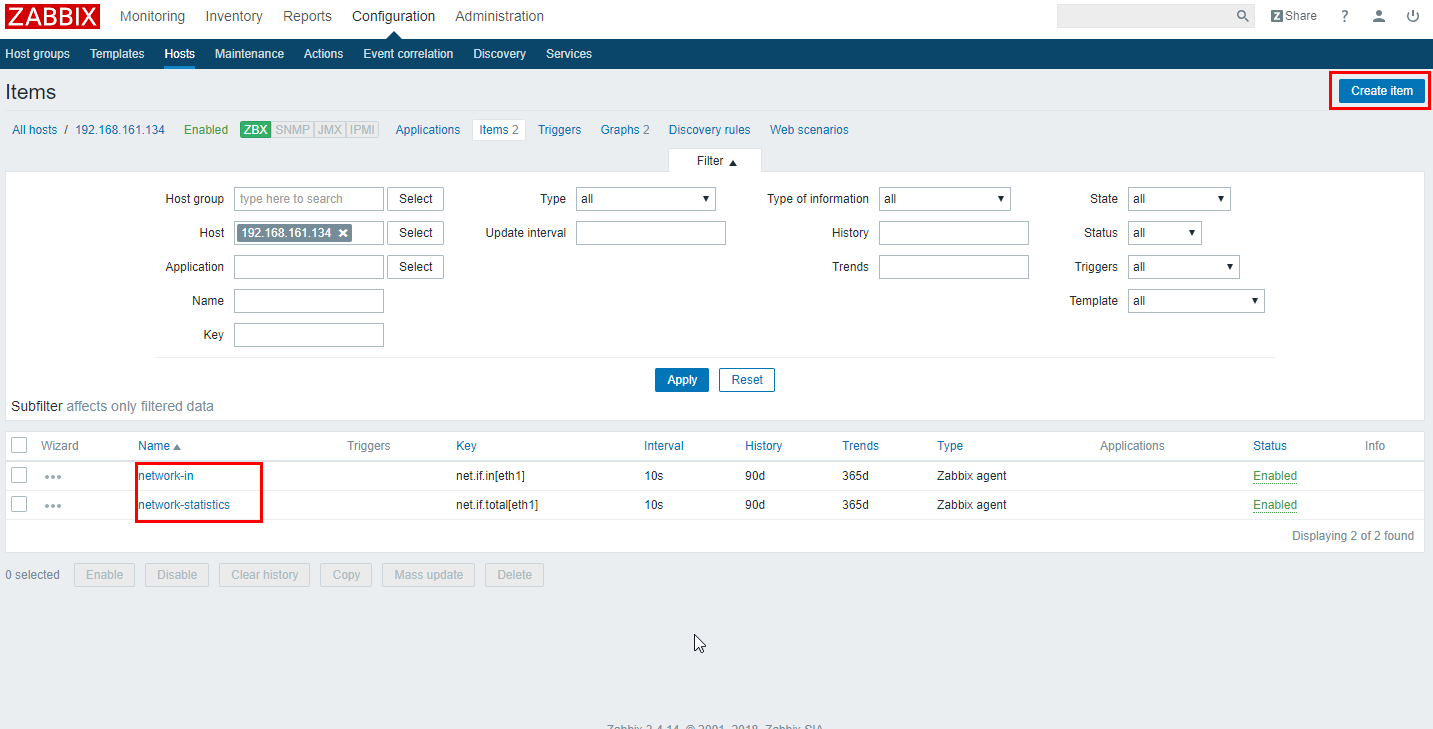 ZABBIX Monitoring Inventory Reports Configuration Administration Z Share ?
Host groups Templates Hosts Maintenance Actions Event correlation Discovery Services
Items Create item
All hosts / 192.168.161.134 Enabled ZBX SNMP JMX IPMI Applications Items 2 Triggers Graphs 2 Discovery rules Web scenarios
Filter ▲
Host group type here to search Select Type all Type of information all State all
Host 192.168.161.134 Select Update interval History Status all
Application Select Trends Triggers all
Name Template all
Key
Apply Reset
Subfilter affects only filtered data
Wizard Name ▲ Triggers Key Interval History Trends Type Applications Status Info
network-in net.if.in[eth1] 10s 90d 365d Zabbix agent Enabled
network-statistics net.if.total[eth1] 10s 90d 365d Zabbix agent Enabled
Displaying 2 of 2 found
0 selected Enable Disable Clear history Copy Mass update Delete
Zabbix 3.4.14. © 2001–2018, Zabbix SIA